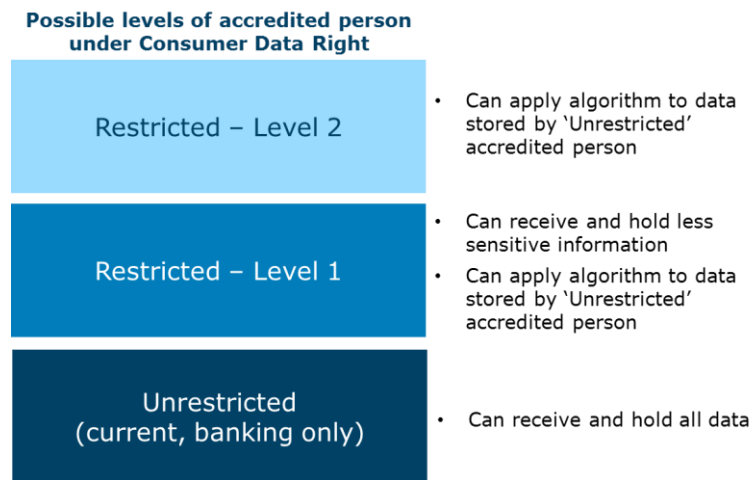 Possible levels of accredited person
under Consumer Data Right
Restricted – Level 2
• Can apply algorithm to data
stored by ‘Unrestricted’
accredited person
Restricted – Level 1
• Can receive and hold less
sensitive information
• Can apply algorithm to data
stored by ‘Unrestricted’
accredited person
Unrestricted
(current, banking only)
• Can receive and hold all data